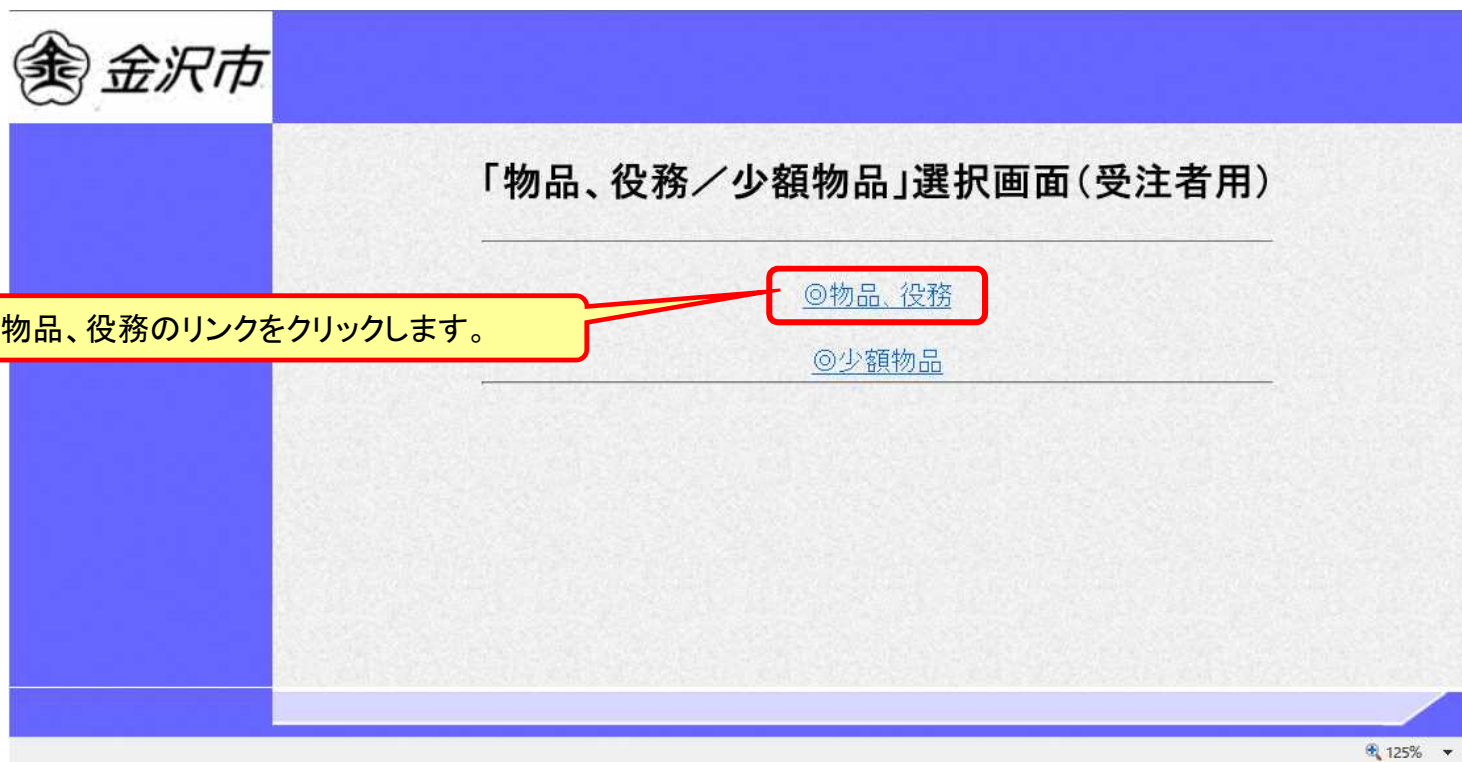 金沢市
「物品、役務／少額物品」選択画面（受注者用）
◎物品、役務
物品、役務のリンクをクリックします。
◎少額物品
125%